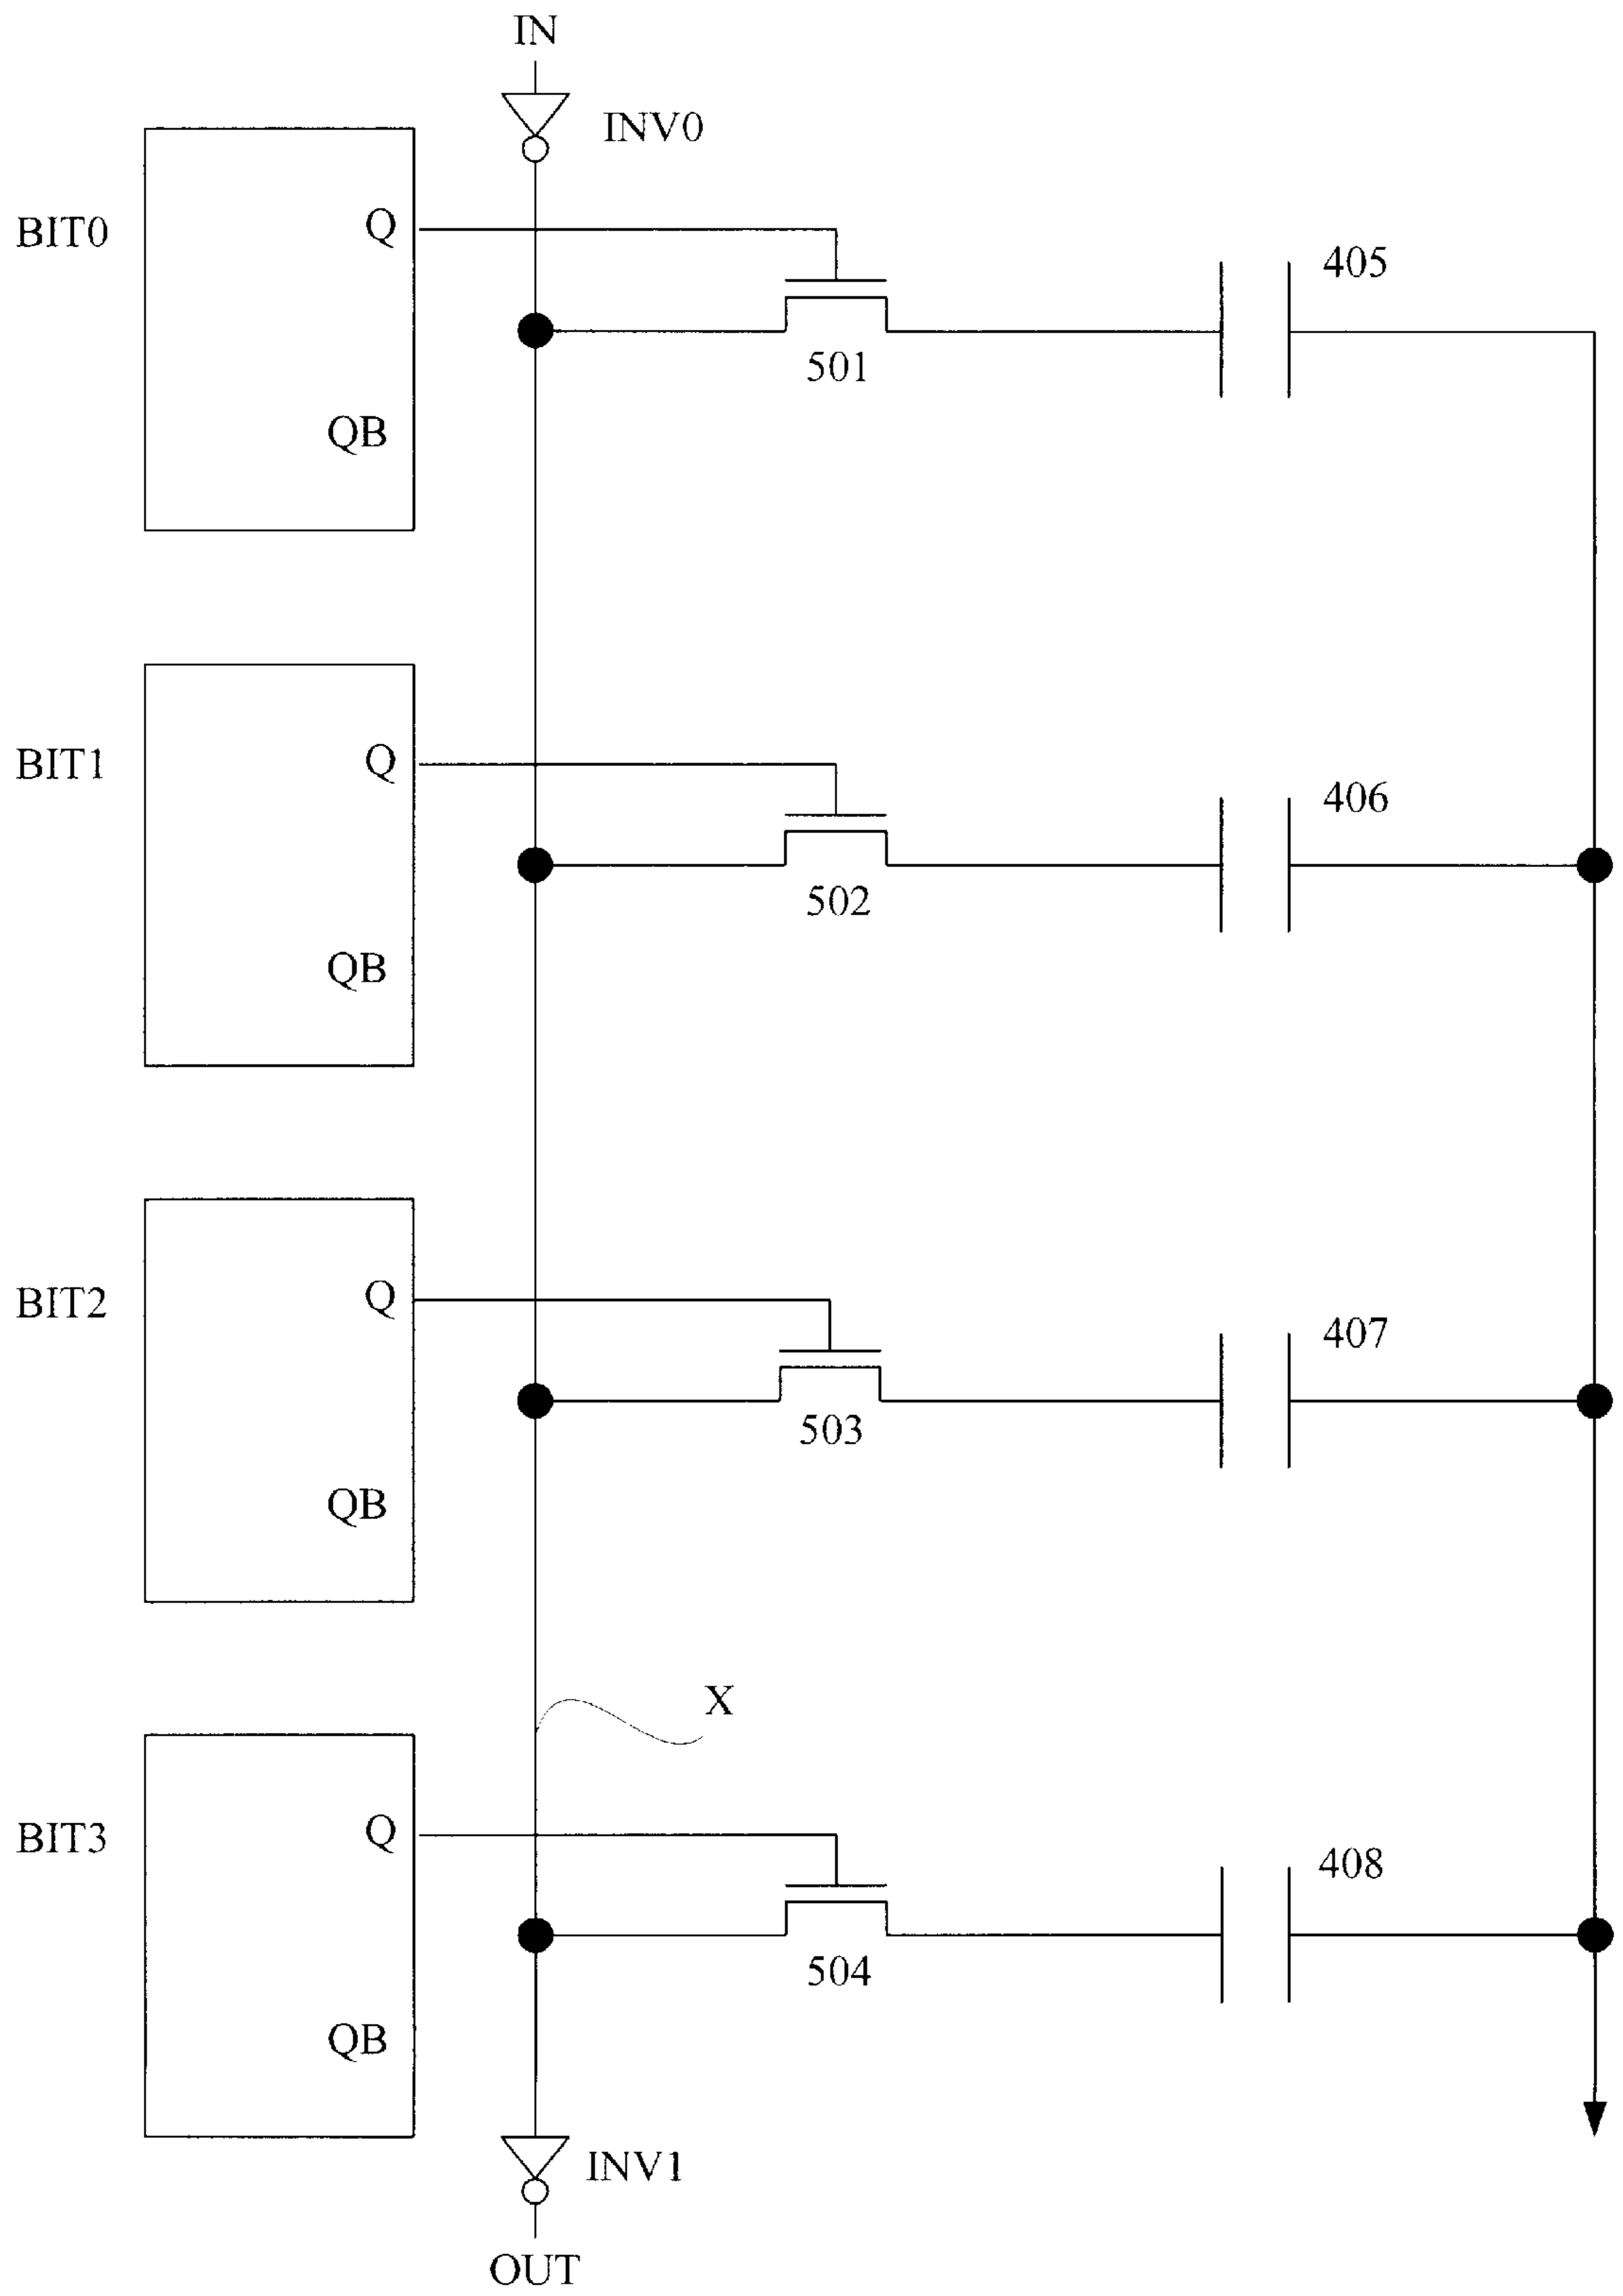 IN
INV0
BIT0
Q
405
501
QB
BIT1
Q
406
502
QB
BIT2
Q
407
503
QB
X
BIT3
Q
408
504
QB
INV1
OUT